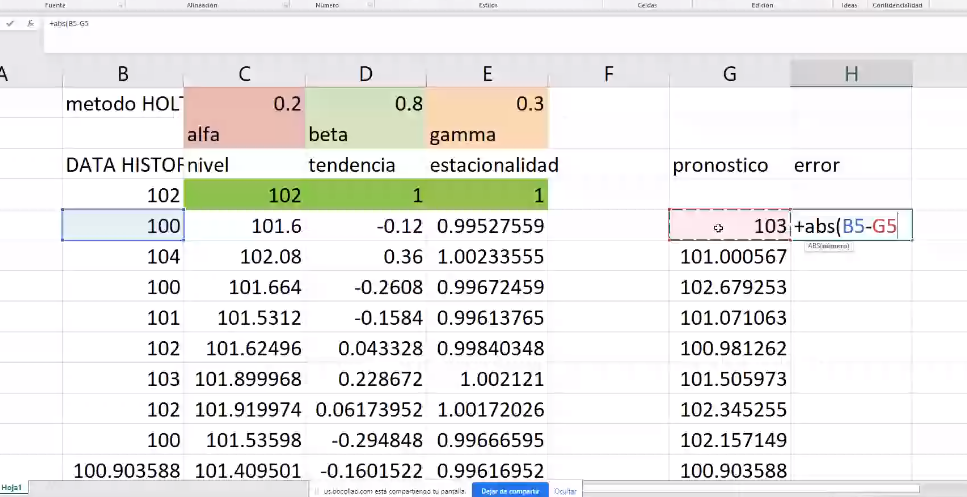 Fuente Alineación Número Estilos Celdas Edición Ideas Confidencialidad
fx +abs(B5-G5
A B C D E F G H
metodo HOLT 0.2 0.8 0.3
alfa beta gamma
DATA HISTOR nivel tendencia estacionalidad pronostico error
102 102 1 1
100 101.6 -0.12 0.99527559 103 +abs(B5-G5
ABS(número)
104 102.08 0.36 1.00233555 101.000567
100 101.664 -0.2608 0.99672459 102.679253
101 101.5312 -0.1584 0.99613765 101.071063
102 101.62496 0.043328 0.99840348 100.981262
103 101.899968 0.228672 1.002121 101.505973
102 101.919974 0.06173952 1.00172026 102.345255
100 101.53598 -0.294848 0.99666595 102.157149
100.903588 101.409501 -0.1601522 0.99616952 100.903588
Hoja1 us.docollab.com está compartiendo tu pantalla. Dejar de compartir Ocultar